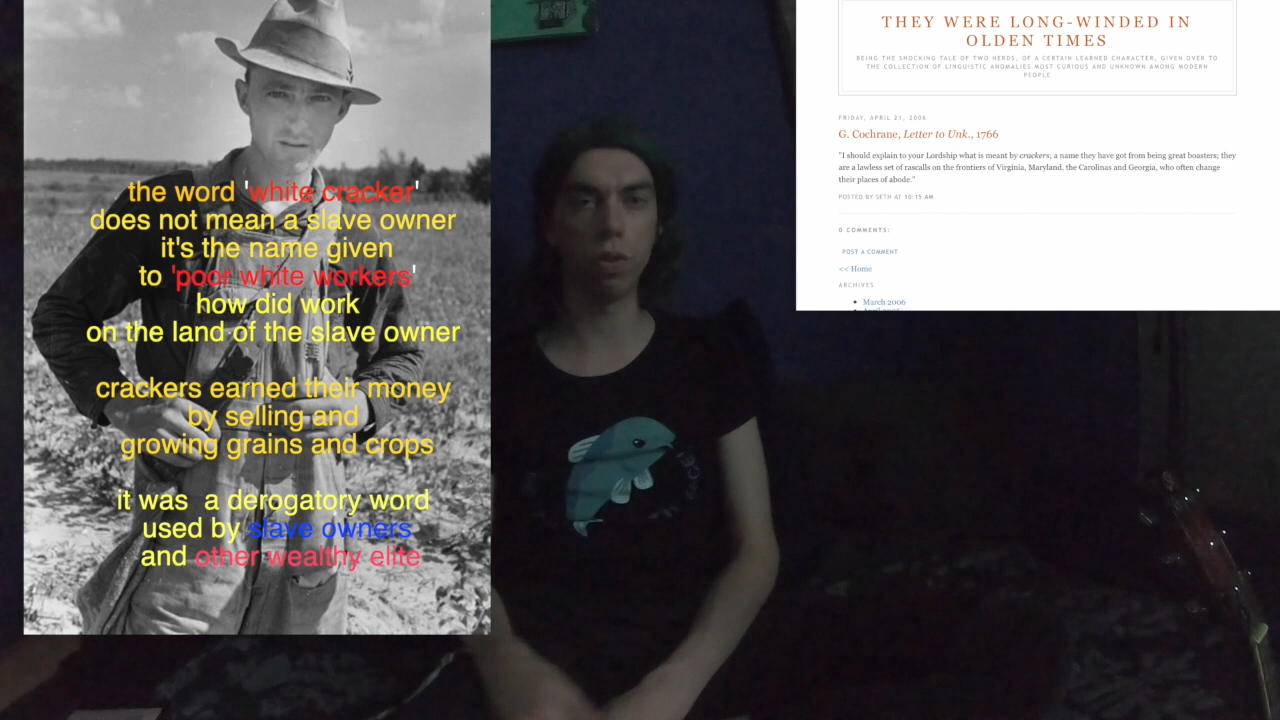 the word 'white cracker'
does not mean a slave owner
it's the name given
to 'poor white workers'
how did work
on the land of the slave owner
crackers earned their money
by selling and
growing grains and crops
it was a derogatory word
used by slave owners
and other wealthy elite
THEY WERE LONG-WINDED IN
OLDEN TIMES
BEING THE SHOCKING TALE OF TWO NERDS, OF A CERTAIN LEARNED CHARACTER, GIVEN OVER TO
THE COLLECTION OF LINGUISTIC ANOMALIES MOST CURIOUS AND UNKNOWN AMONG MODERN
PEOPLE
FRIDAY, APRIL 21, 2006
G. Cochrane, Letter to Unk., 1766
"I should explain to your Lordship what is meant by crackers; a name they have got from being great boasters; they
are a lawless set of rascals on the frontiers of Virginia, Maryland, the Carolinas and Georgia, who often change
their places of abode."
POSTED BY SETH AT 10:15 AM
0 COMMENTS:
POST A COMMENT
<< Home
ARCHIVES
March 2006